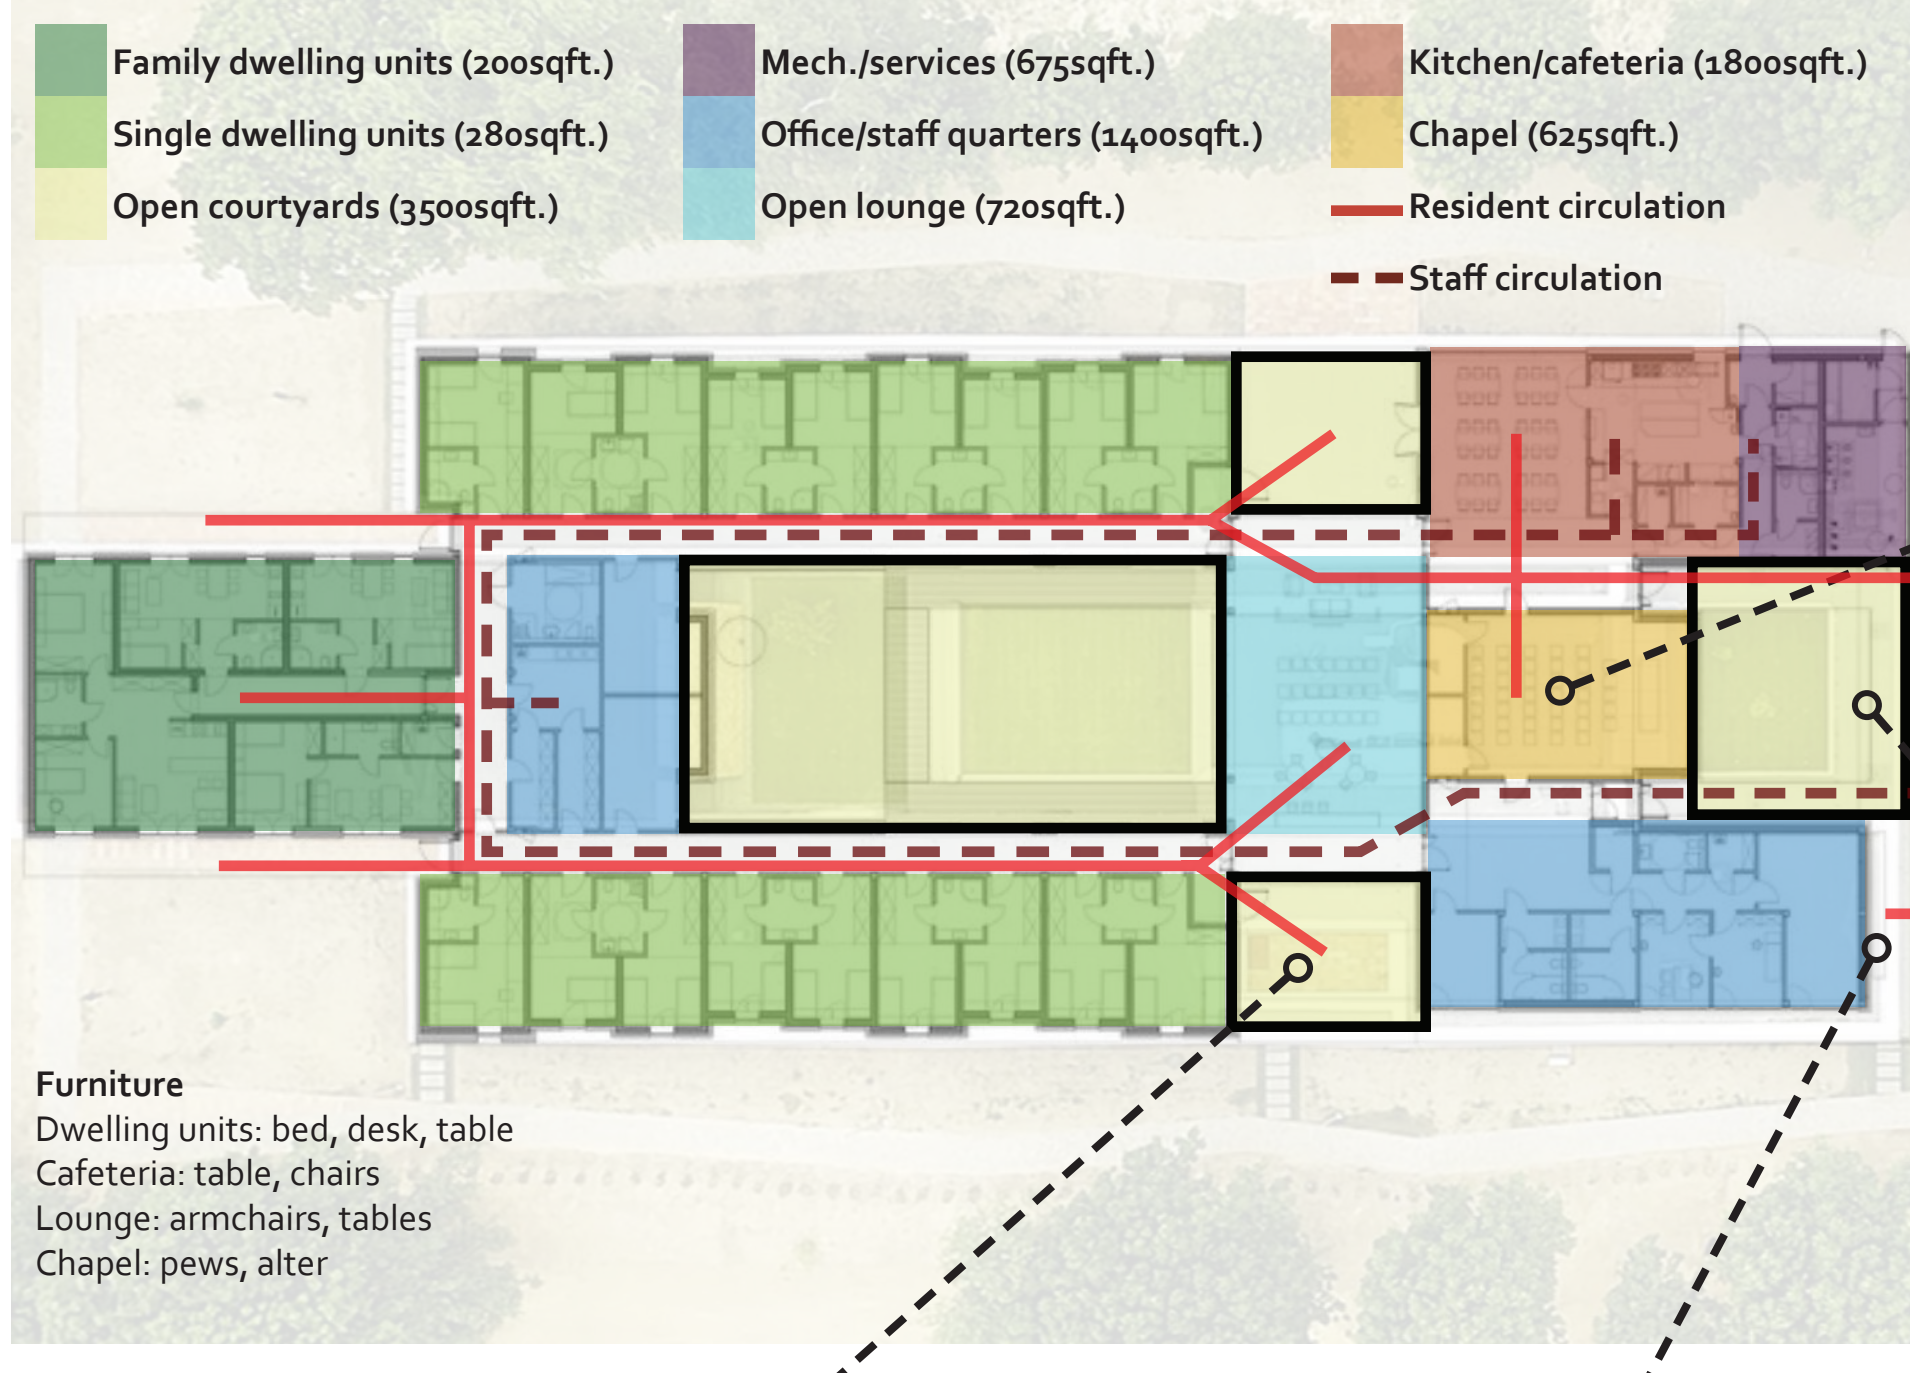 Family dwelling units (200sqft.)
Single dwelling units (280sqft.)
Open courtyards (3500sqft.)
Mech./services (675sqft.)
Office/staff quarters (1400sqft.)
Open lounge (720sqft.)
Kitchen/cafeteria (1800sqft.)
Chapel (625sqft.)
Resident circulation
Staff circulation
Furniture
Dwelling units: bed, desk, table
Cafeteria: table, chairs
Lounge: armchairs, tables
Chapel: pews, alter